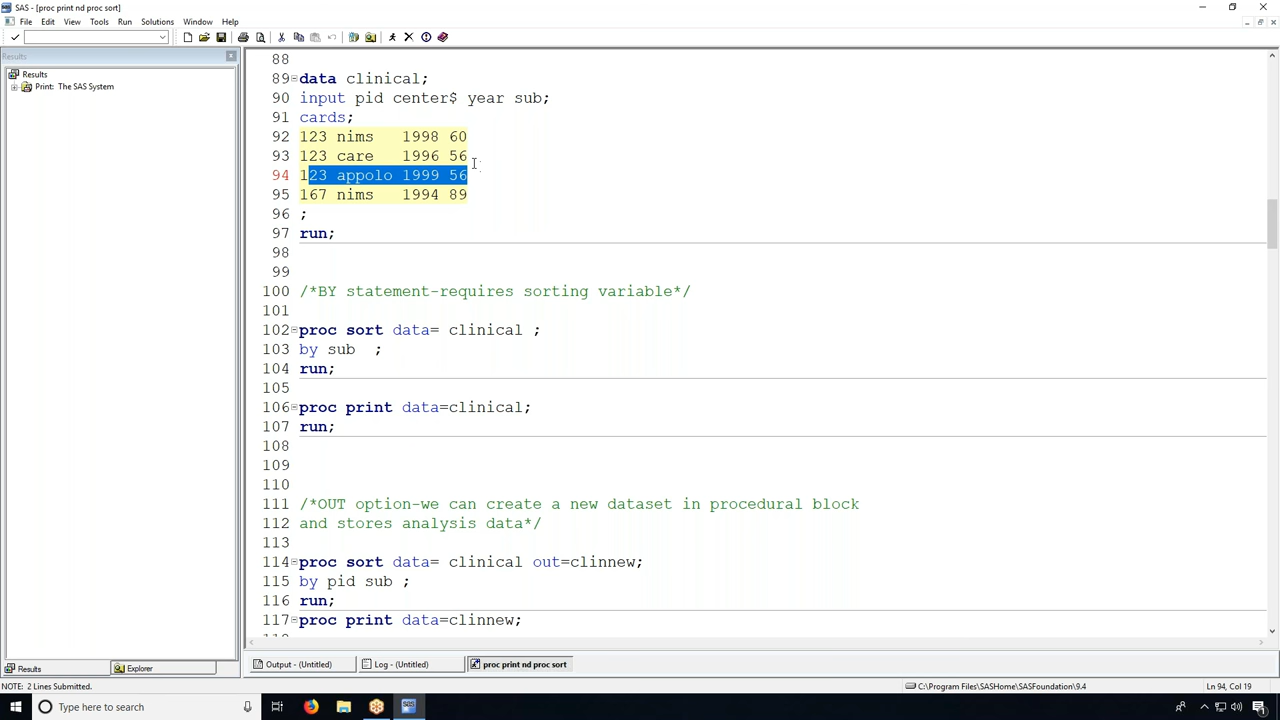 SAS - [proc print nd proc sort]
File Edit View Tools Run Solutions Window Help
Results
Results
Print: The SAS System
88
89 data clinical;
90 input pid center$ year sub;
91 cards;
92 123 nims 1998 60
93 123 care 1996 56
94 123 appolo 1999 56
95 167 nims 1994 89
96 ;
97 run;
98
99
100 /*BY statement-requires sorting variable*/
101
102 proc sort data= clinical ;
103 by sub ;
104 run;
105
106 proc print data=clinical;
107 run;
108
109
110
111 /*OUT option-we can create a new dataset in procedural block
112 and stores analysis data*/
113
114 proc sort data= clinical out=clinnew;
115 by pid sub ;
116 run;
117 proc print data=clinnew;
Results Explorer Output - (Untitled) Log - (Untitled) proc print nd proc sort
NOTE: 2 Lines Submitted. C:\Program Files\SASHome\SASFoundation\9.4 Ln 94, Col 19
Type here to search